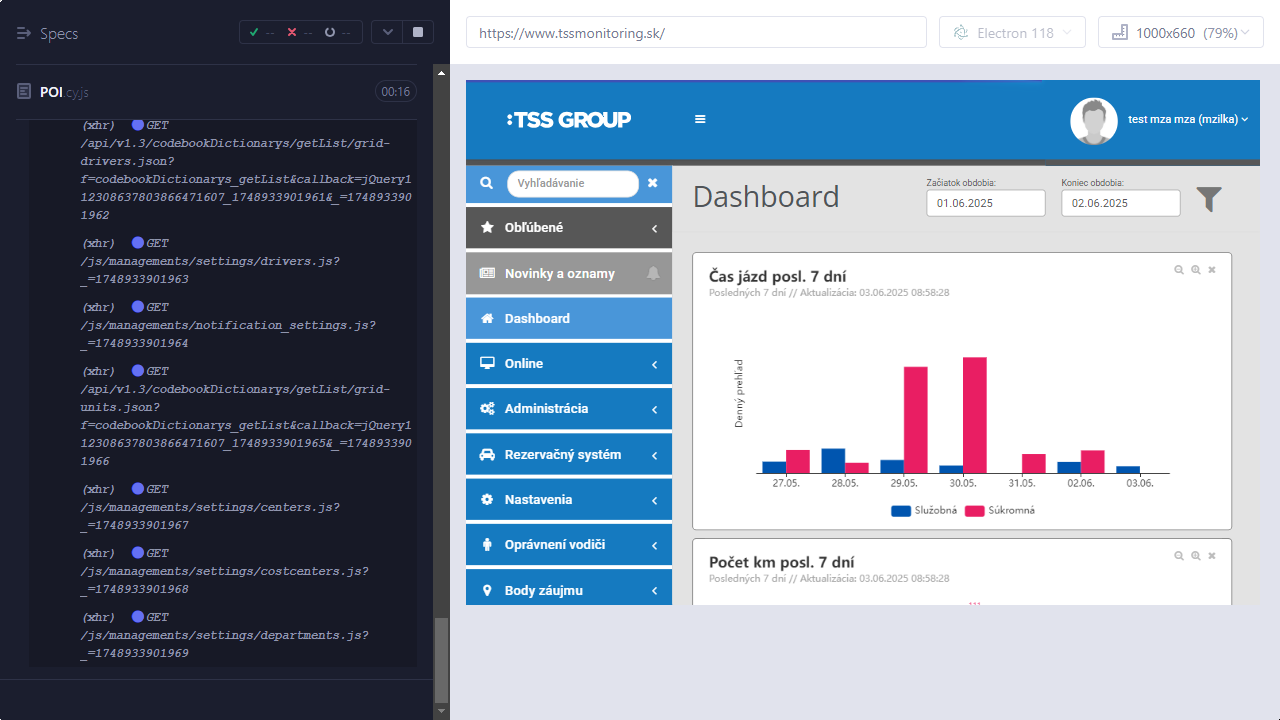 Specs
--
--
--
POI.cy.js
00:16
(xhr) GET
/api/v1.3/codebookDictionarys/getList/grid-
drivers.json?
f=codebookDictionarys_getList&callback=jQuery1
12308637803866471607_1748933901961&_=174893390
1962
(xhr) GET
/js/managements/settings/drivers.js?
_=1748933901963
(xhr) GET
/js/managements/notification_settings.js?
_=1748933901964
(xhr) GET
/api/v1.3/codebookDictionarys/getList/grid-
units.json?
f=codebookDictionarys_getList&callback=jQuery1
12308637803866471607_1748933901965&_=174893390
1966
(xhr) GET
/js/managements/settings/centers.js?
_=1748933901967
(xhr) GET
/js/managements/settings/costcenters.js?
_=1748933901968
(xhr) GET
/js/managements/settings/departments.js?
_=1748933901969
https://www.tssmonitoring.sk/
Electron 118
1000x660 (79%)
:TSS GROUP
test mza mza (mzilka)
Vyhľadávanie
Obľúbené
Novinky a oznamy
Dashboard
Online
Administrácia
Rezervačný systém
Nastavenia
Oprávnení vodiči
Body záujmu
Dashboard
Začiatok obdobia:
01.06.2025
Koniec obdobia:
02.06.2025
Čas jázd posl. 7 dní
Posledných 7 dní // Aktualizácia: 03.06.2025 08:58:28
Denný prehľad
27.05. 28.05. 29.05. 30.05. 31.05. 02.06. 03.06.
Služobná Súkromná
Počet km posl. 7 dní
Posledných 7 dní // Aktualizácia: 03.06.2025 08:58:28